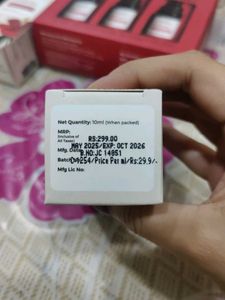 Net Quantity: 10ml (When packed)
MRP:
(Inclusive of
All Taxes)
RS:299.00
Mfg. Date
MAY 2025/EXP: OCT 2026
B.NO:JC 14951
Batch
/Price Per ml/Rs:29.9/-
Mfg Lic No: